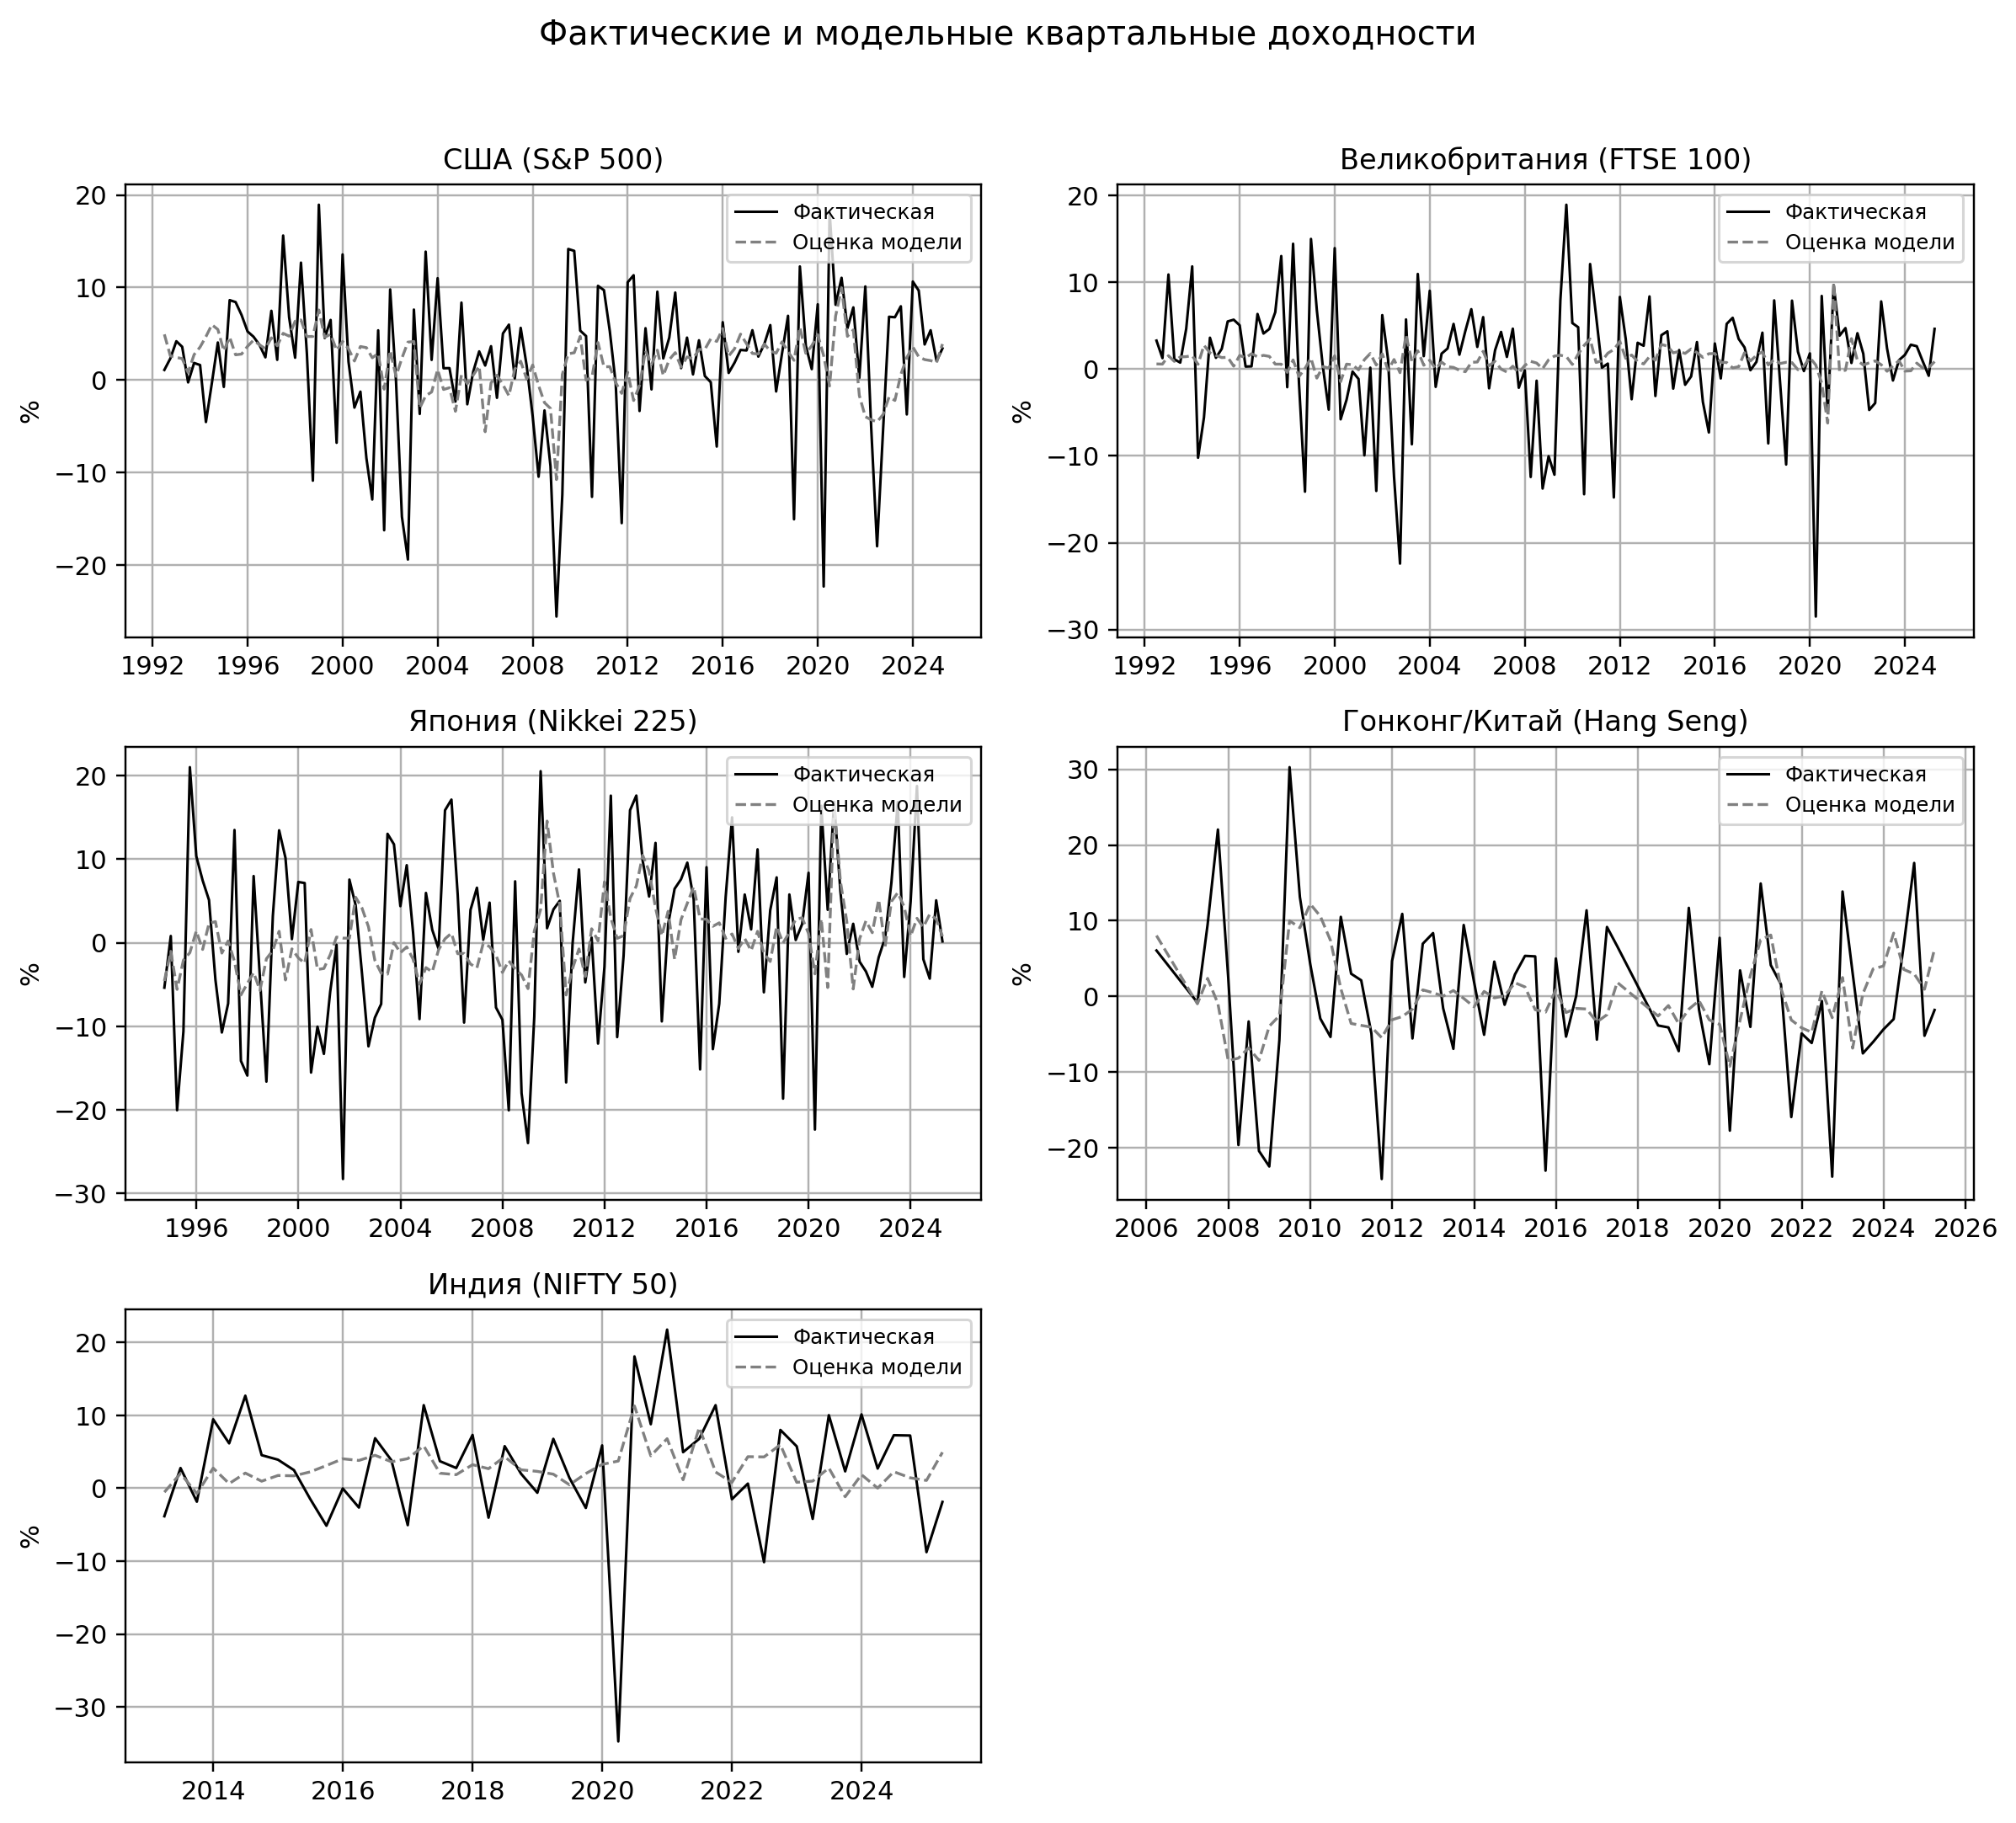 Фактические и модельные квартальные доходности
США (S&P 500)
Фактическая
Оценка модели
20
10
0
−10
−20
%
1992 1996 2000 2004 2008 2012 2016 2020 2024
Великобритания (FTSE 100)
Фактическая
Оценка модели
20
10
0
−10
−20
−30
%
1992 1996 2000 2004 2008 2012 2016 2020 2024
Япония (Nikkei 225)
Фактическая
Оценка модели
20
10
0
−10
−20
−30
%
1996 2000 2004 2008 2012 2016 2020 2024
Гонконг/Китай (Hang Seng)
Фактическая
Оценка модели
30
20
10
0
−10
−20
%
2006 2008 2010 2012 2014 2016 2018 2020 2022 2024 2026
Индия (NIFTY 50)
Фактическая
Оценка модели
20
10
0
−10
−20
−30
%
2014 2016 2018 2020 2022 2024